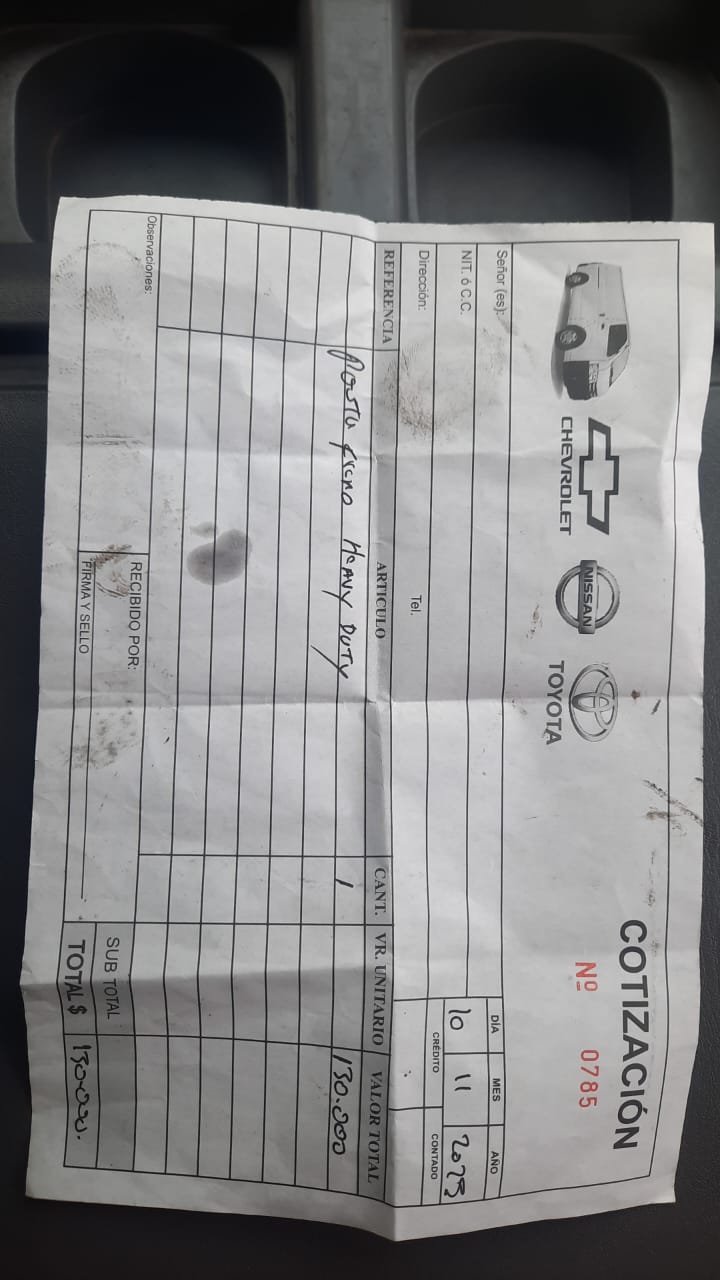 COTIZACIÓN
CHEVROLET
NISSAN
TOYOTA
Nº 0785
Señor (es):
DÍA MES AÑO
NIT. ó C.C.
10 11 2023
Dirección: Tel.
CRÉDITO CONTADO
REFERENCIA ARTICULO CANT. VR. UNITARIO VALOR TOTAL
HEAVY DUTY 1 130.000
Observaciones:
RECIBIDO POR:
SUB TOTAL
FIRMA Y SELLO
TOTAL $ 130.000.